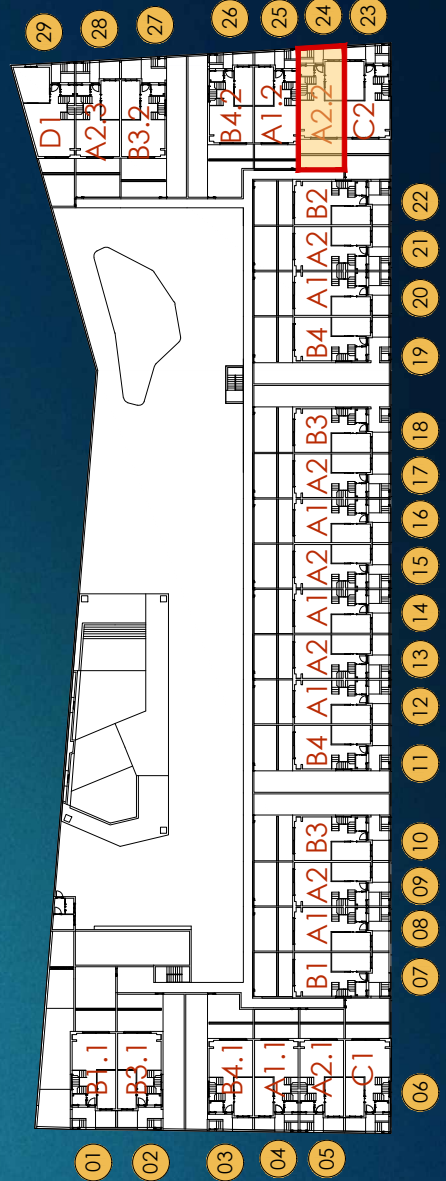 29 28 27 26 25 24 23
D1 A2.3 B3.2 B4.2 A1.2 A2.2 C2
B2 22
A2 21
A1 20
B4 19
B3 18
A2 17
A1 16
A2 15
A1 14
A2 13
A1 12
B4 11
B3 10
A2 09
A1 08
B1 07
B1.1 B3.1 B4.1 A1.1 A2.1 C1 06
01 02 03 04 05